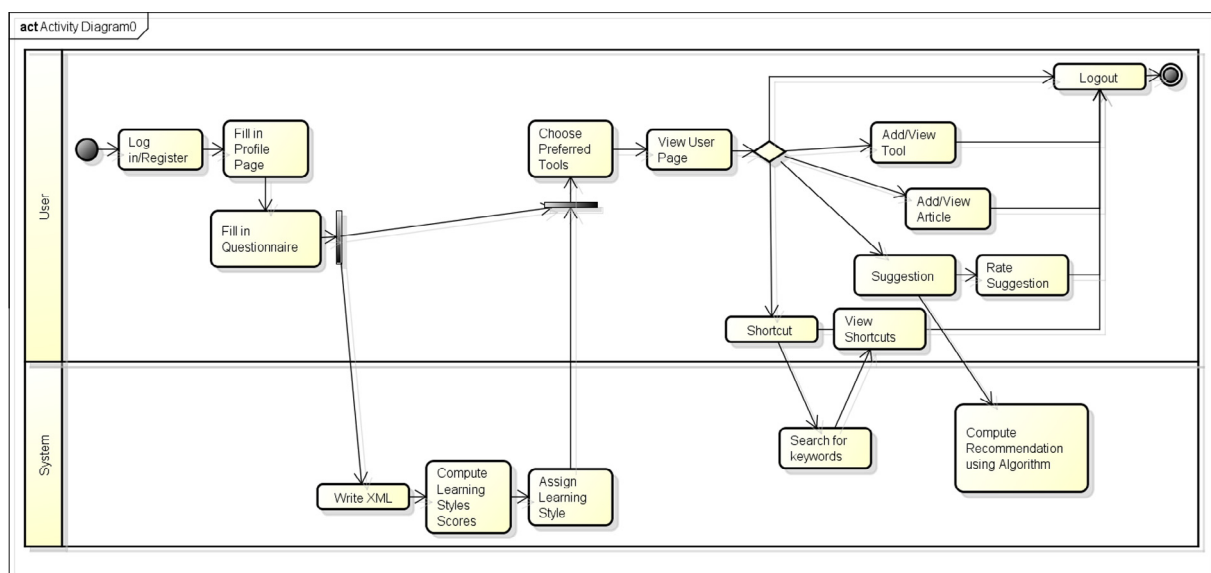 act Activity Diagram0
User
Log
in/Register
Fill in
Profile
Page
Fill in
Questionnaire
Choose
Preferred
Tools
View User
Page
Logout
Add/View
Tool
Add/View
Article
Suggestion
Rate
Suggestion
Shortcut
View
Shortcuts
System
Write XML
Compute
Learning
Styles
Scores
Assign
Learning
Style
Search for
keywords
Compute
Recommendation
using Algorithm